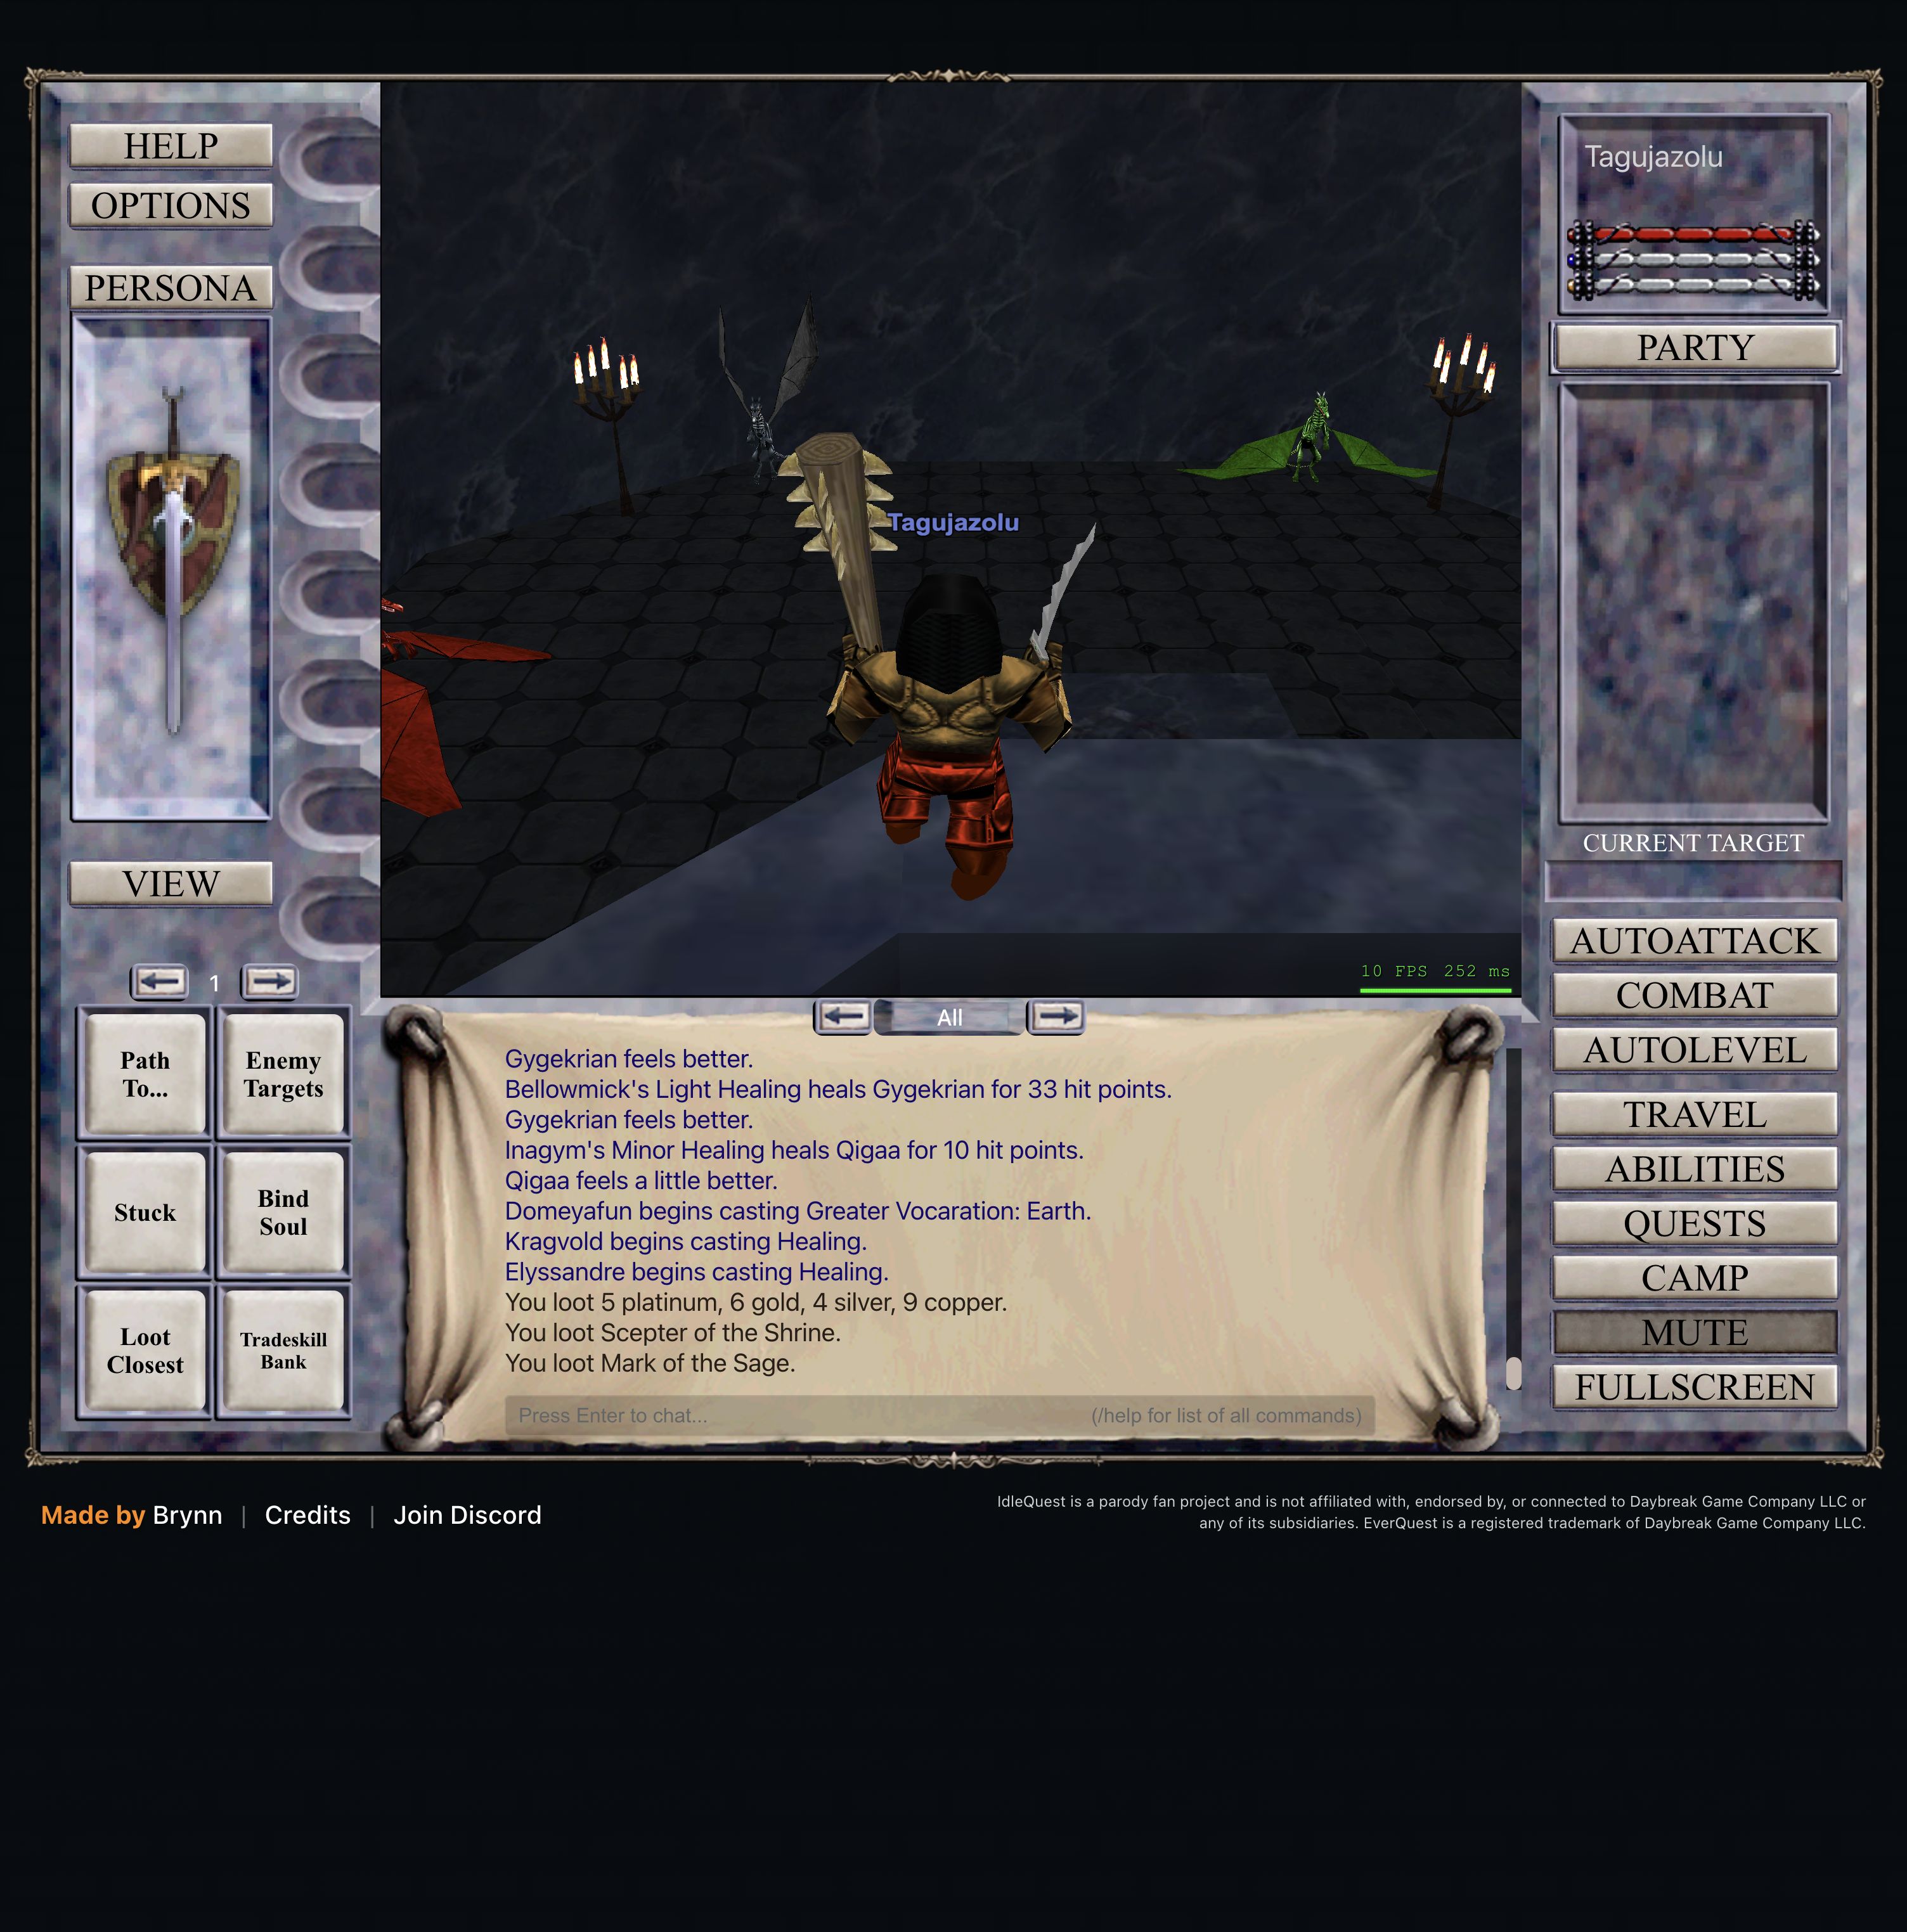 HELP
OPTIONS
PERSONA
VIEW
1
Path
To...
Enemy
Targets
Stuck
Bind
Soul
Loot
Closest
Tradeskill
Bank
Tagujazolu
10 FPS 252 ms
All
Gygekrian feels better.
Bellowmick's Light Healing heals Gygekrian for 33 hit points.
Gygekrian feels better.
Inagym's Minor Healing heals Qigaa for 10 hit points.
Qigaa feels a little better.
Domeyafun begins casting Greater Vocaration: Earth.
Kragvold begins casting Healing.
Elyssandre begins casting Healing.
You loot 5 platinum, 6 gold, 4 silver, 9 copper.
You loot Scepter of the Shrine.
You loot Mark of the Sage.
Press Enter to chat... (/help for list of all commands)
Tagujazolu
PARTY
CURRENT TARGET
AUTOATTACK
COMBAT
AUTOLEVEL
TRAVEL
ABILITIES
QUESTS
CAMP
MUTE
FULLSCREEN
Made by Brynn | Credits | Join Discord
IdleQuest is a parody fan project and is not affiliated with, endorsed by, or connected to Daybreak Game Company LLC or
any of its subsidiaries. EverQuest is a registered trademark of Daybreak Game Company LLC.